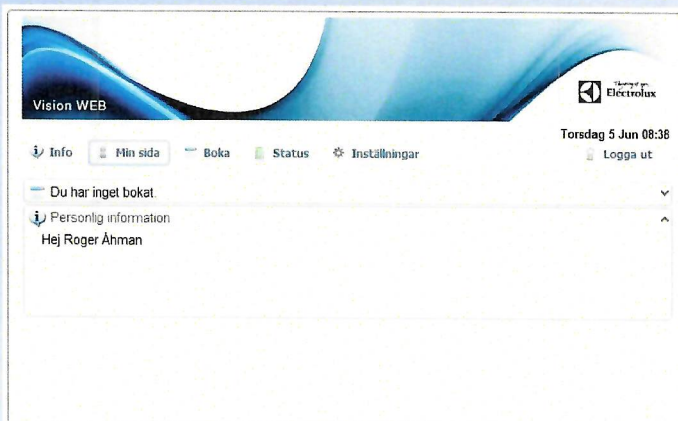 Vision WEB
Electrolux
Torsdag 5 Jun 08:38
Info Min sida Boka Status Inställningar Logga ut
Du har inget bokat.
Personlig information
Hej Roger Åhman